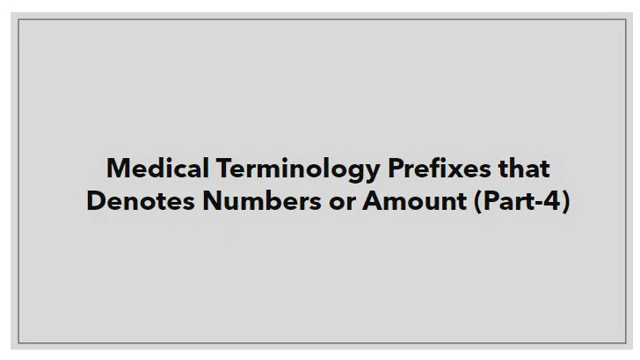 Medical Terminology Prefixes that
Denotes Numbers or Amount (Part-4)